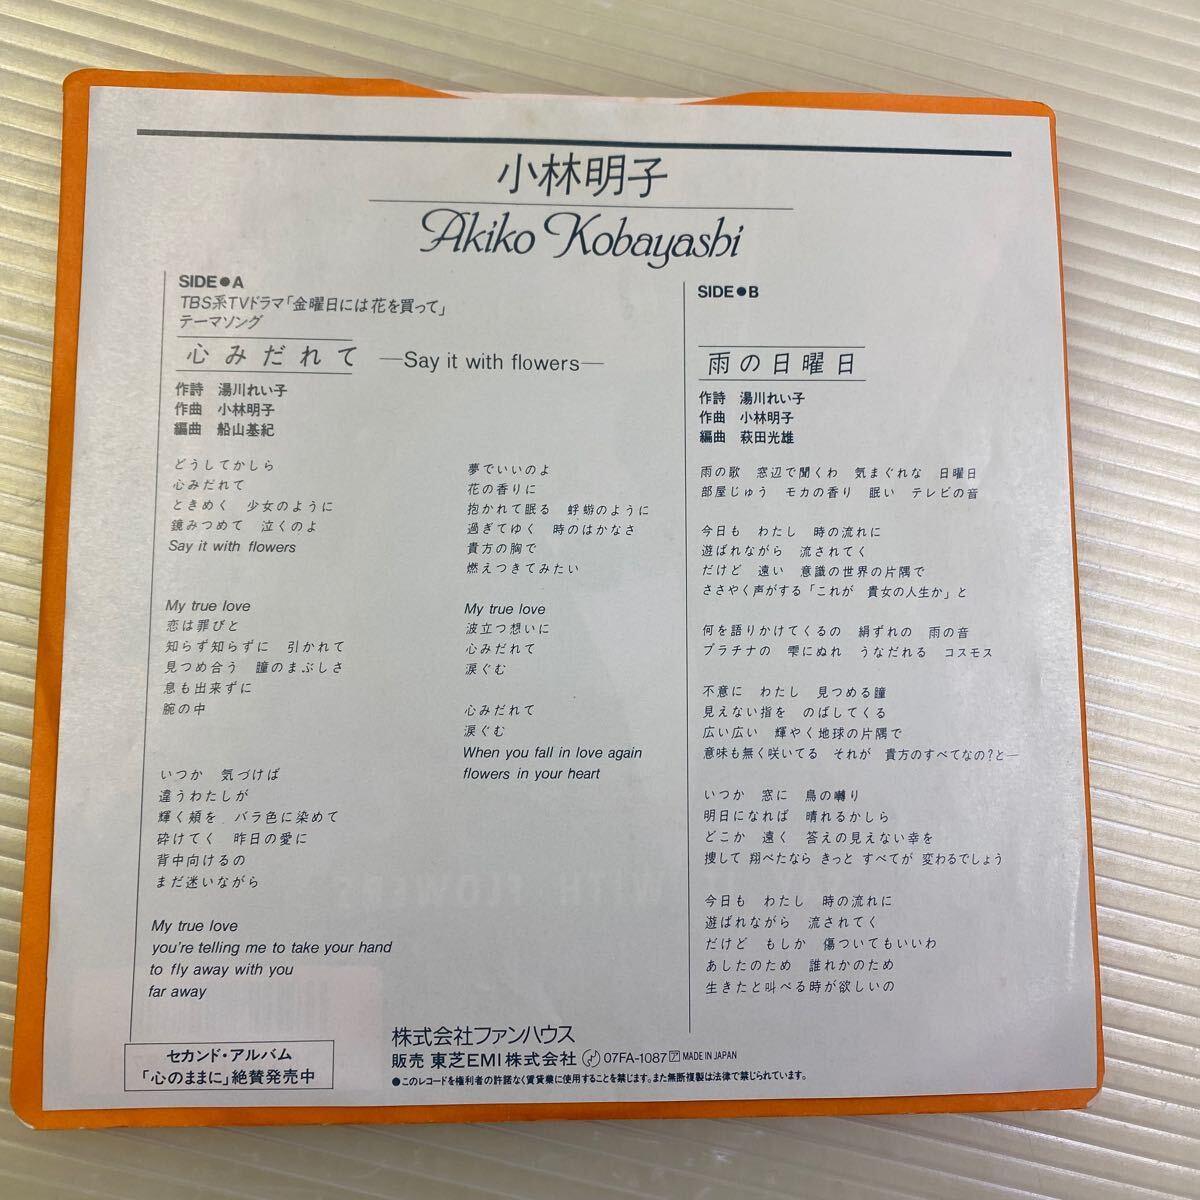 小林明子
Akiko Kobayashi
SIDE●A
TBS系TVドラマ「金曜日には花を買って」
テーマソング
心みだれて —Say it with flowers—
作詩 湯川れい子
作曲 小林明子
編曲 船山基紀
どうしてかしら
心みだれて
ときめく 少女のように
鏡みつめて 泣くのよ
Say it with flowers
My true love
恋は罪びと
知らず知らずに 引かれて
見つめ合う 瞳のまぶしさ
息も出来ずに
腕の中
いつか 気づけば
違うわたしが
輝く頬を バラ色に染めて
砕けてく 昨日の愛に
背中向けるの
まだ迷いながら
My true love
you're telling me to take your hand
to fly away with you
far away
夢でいいのよ
花の香りに
抱かれて眠る 蜉蝣のように
過ぎてゆく 時のはかなさ
貴方の胸で
燃えつきてみたい
My true love
波立つ想いに
心みだれて
涙ぐむ
心みだれて
涙ぐむ
When you fall in love again
flowers in your heart
SIDE●B
雨の日曜日
作詩 湯川れい子
作曲 小林明子
編曲 萩田光雄
雨の歌 窓辺で聞くわ 気まぐれな 日曜日
部屋じゅう モカの香り 眠い テレビの音
今日も わたし 時の流れに
遊ばれながら 流されてく
だけど 遠い 意識の世界の片隅で
ささやく声がする「これが 貴女の人生か」と
何を語りかけてくるの 絹ずれの 雨の音
プラチナの 雫にぬれ うなだれる コスモス
不意に わたし 見つめる瞳
見えない指を のばしてくる
広い広い 輝やく地球の片隅で
意味も無く咲いてる それが 貴方のすべてなの?と—
いつか 窓に 鳥の囀り
明日になれば 晴れるかしら
どこか 遠く 答えの見えない幸を
捜して 翔べたなら きっと すべてが 変わるでしょう
今日も わたし 時の流れに
遊ばれながら 流されてく
だけど もしか 傷ついてもいいわ
あしたのため 誰れかのため
生きたと叫べる時が欲しいの
セカンド・アルバム
「心のままに」絶賛発売中
株式会社ファンハウス
販売 東芝EMI株式会社 07FA-1087 MADE IN JAPAN
●このレコードを権利者の許諾なく賃貸業に使用することを禁じます。また無断複製は法律で禁じられています。